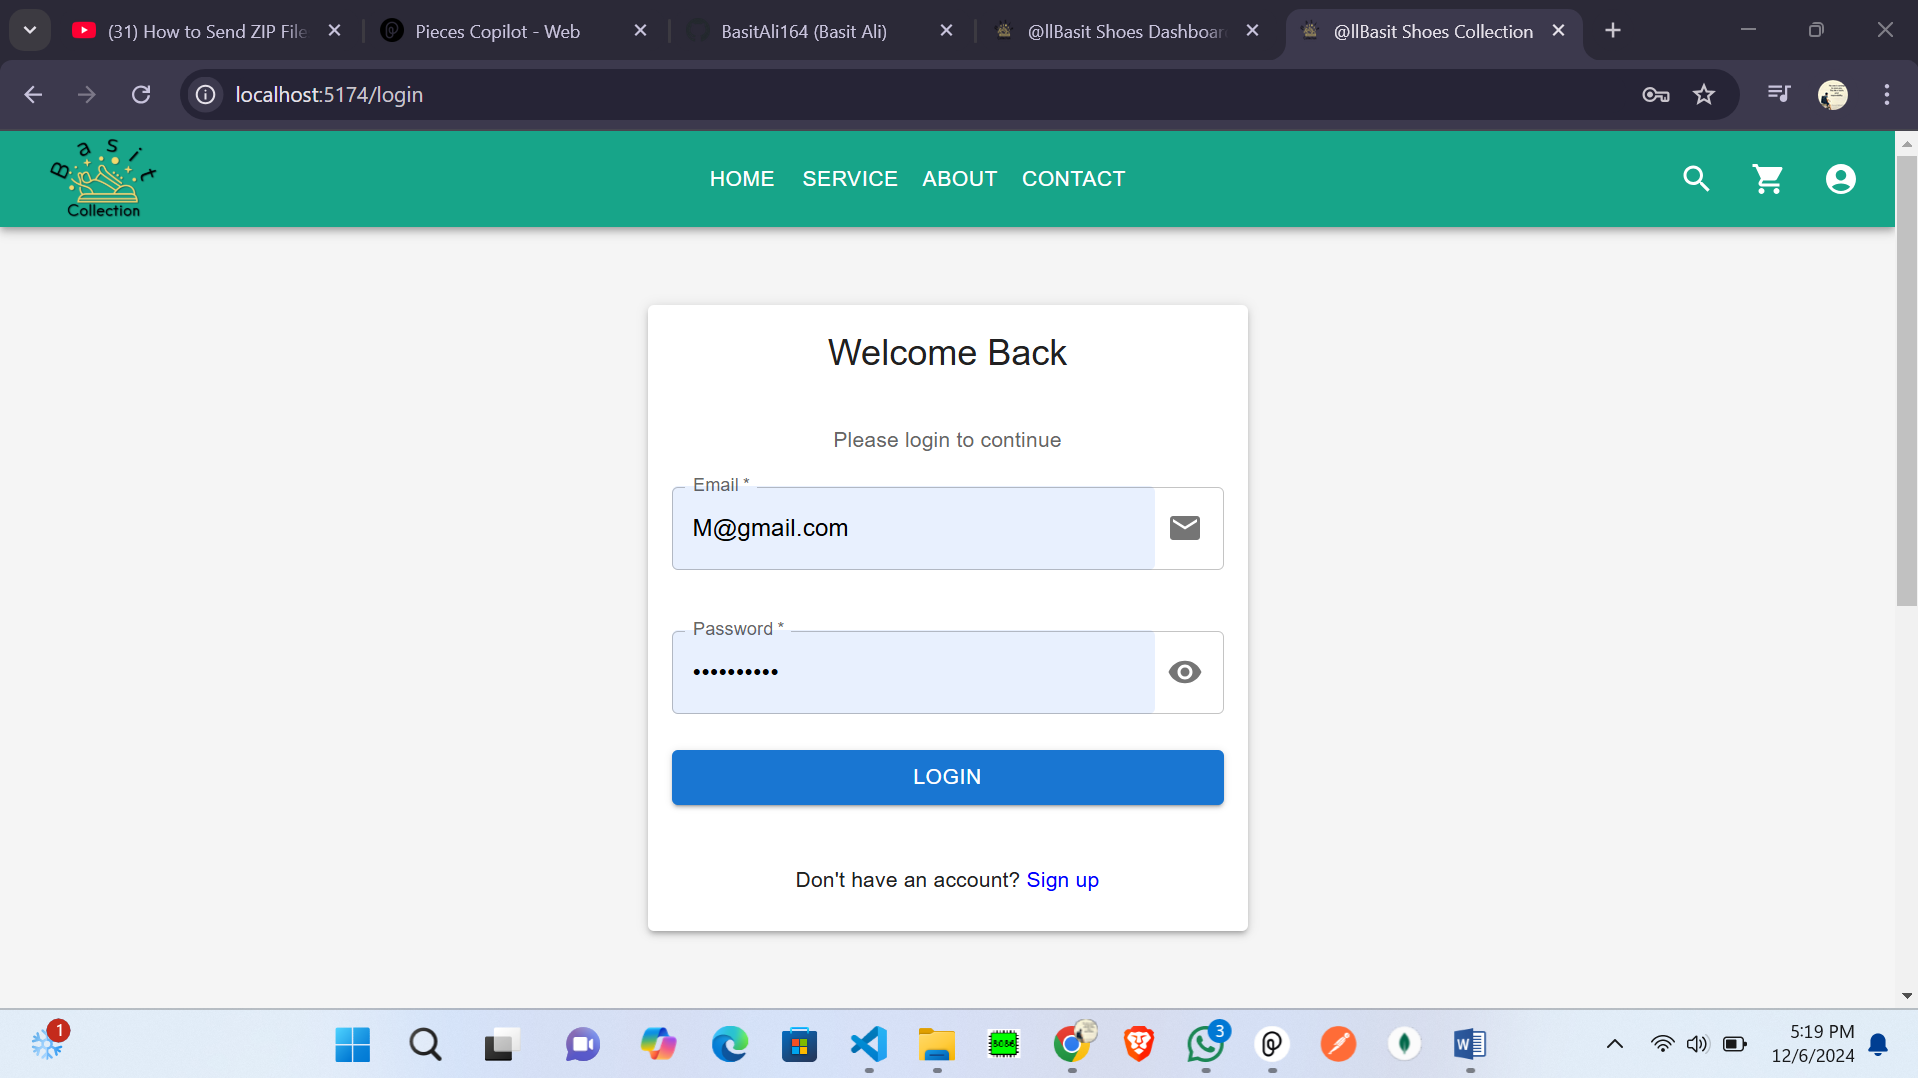 (31) How to Send ZIP File
Pieces Copilot - Web
BasitAli164 (Basit Ali)
@llBasit Shoes Dashboar
@llBasit Shoes Collection
localhost:5174/login
Basit
Collection
HOME SERVICE ABOUT CONTACT
Welcome Back
Please login to continue
Email *
M@gmail.com
Password *
••••••••••
LOGIN
Don't have an account? Sign up
1
8086
3
5:19 PM
12/6/2024